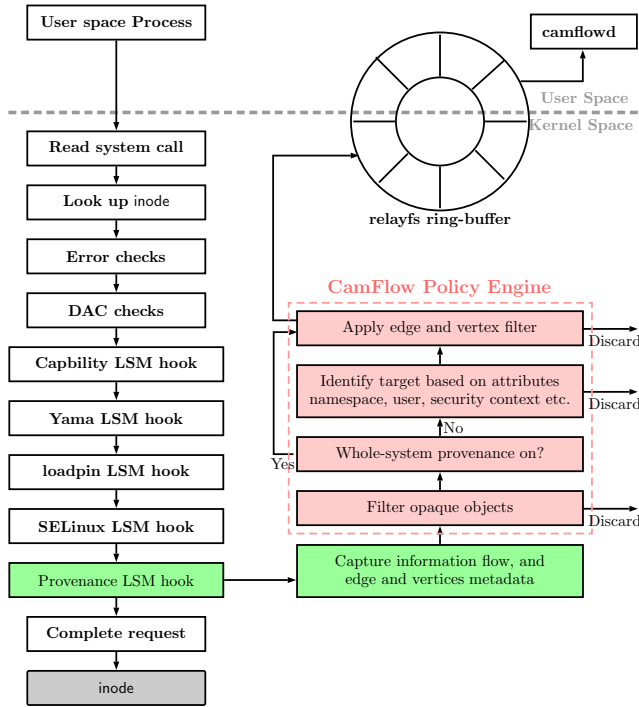 User space Process
camflowd
User Space
Kernel Space
Read system call
Look up inode
relayfs ring-buffer
Error checks
DAC checks
Capbility LSM hook
Yama LSM hook
loadpin LSM hook
SELinux LSM hook
Provenance LSM hook
Complete request
inode
CamFlow Policy Engine
Apply edge and vertex filter
Discard
Identify target based on attributes
namespace, user, security context etc.
Discard
No
Yes
Whole-system provenance on?
Filter opaque objects
Discard
Capture information flow, and
edge and vertices metadata